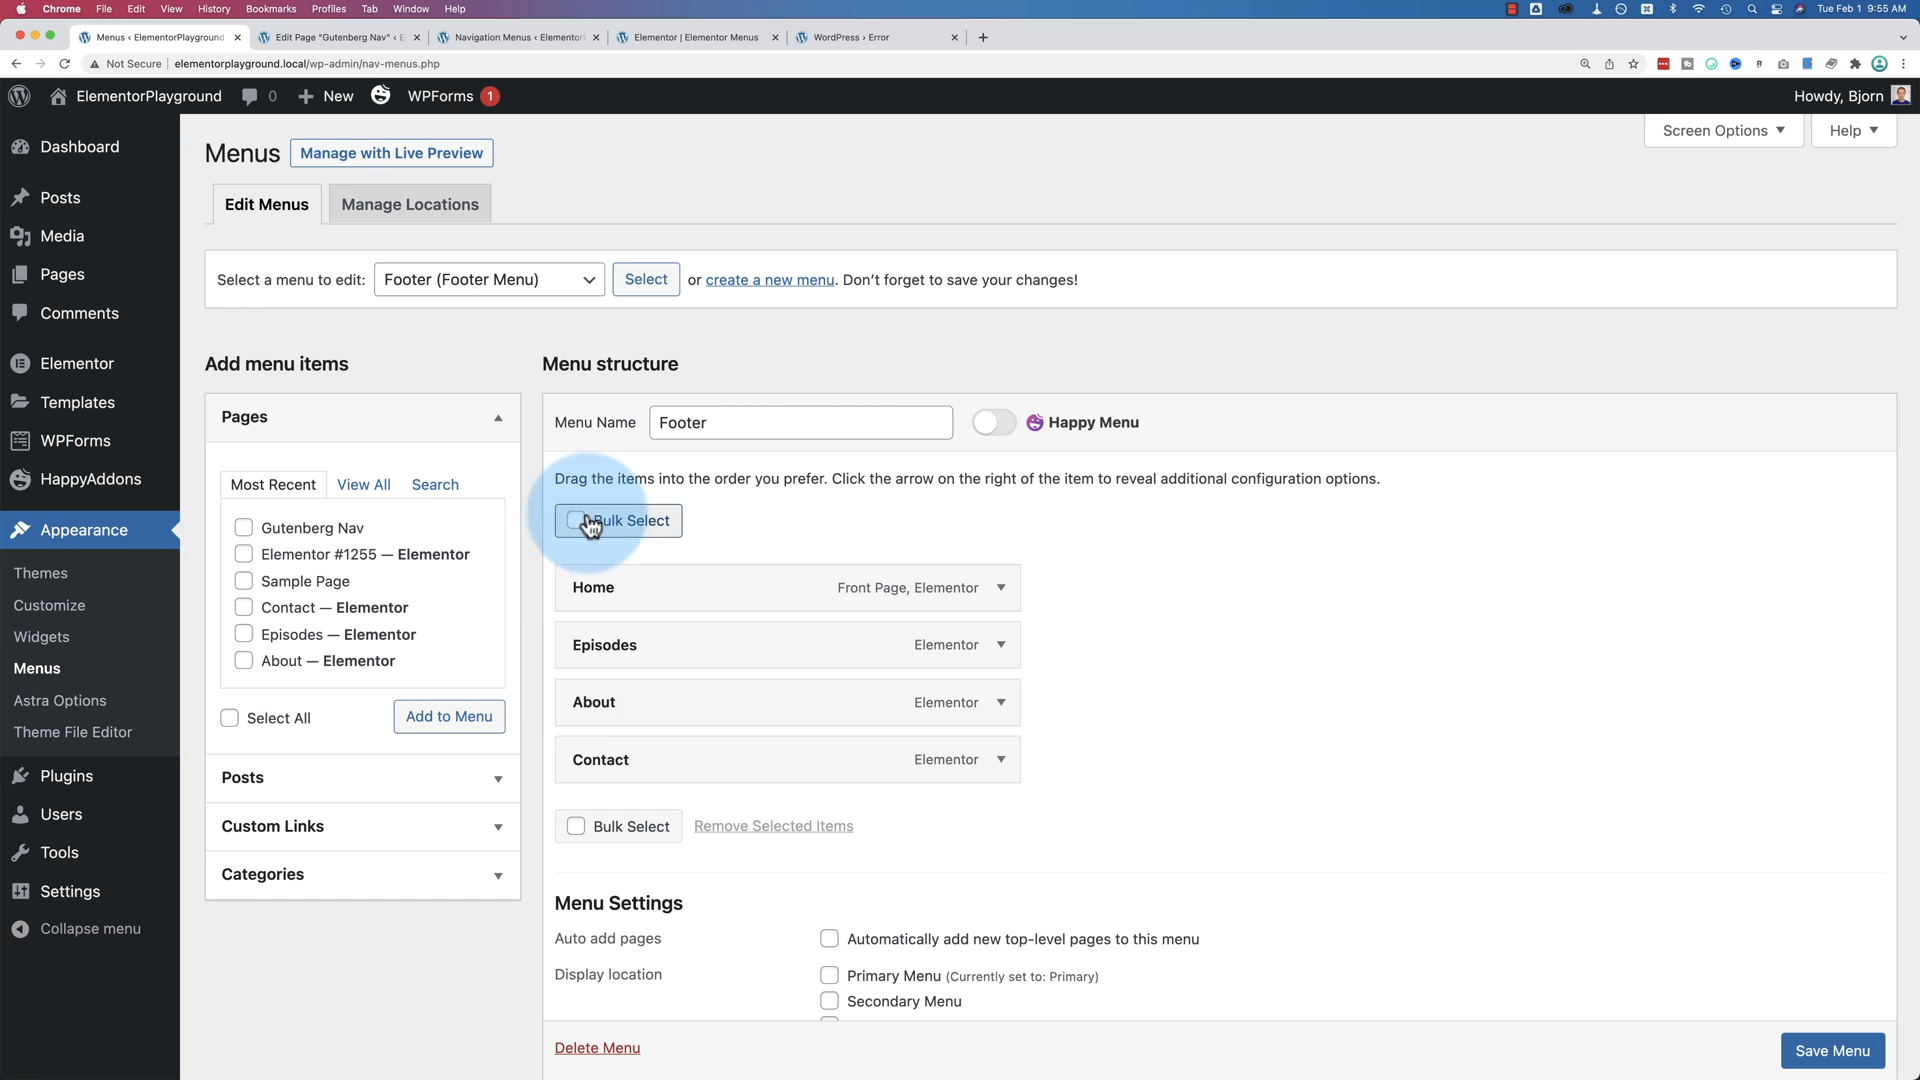 Chrome File Edit View History Bookmarks Profiles Tab Window Help
Tue Feb 1 9:55 AM
Menus ‹ ElementorPlayground
Edit Page "Gutenberg Nav" ‹ E
Navigation Menus ‹ Elementor
Elementor | Elementor Menus
WordPress › Error
Not Secure
elementorplayground.local/wp-admin/nav-menus.php
ElementorPlayground
0
New
WPForms 1
Howdy, Bjorn
Dashboard
Posts
Media
Pages
Comments
Elementor
Templates
WPForms
HappyAddons
Appearance
Themes
Customize
Widgets
Menus
Astra Options
Theme File Editor
Plugins
Users
Tools
Settings
Collapse menu
Screen Options
Help
Menus
Manage with Live Preview
Edit Menus
Manage Locations
Select a menu to edit: Footer (Footer Menu) Select or create a new menu. Don't forget to save your changes!
Add menu items
Pages
Most Recent
View All
Search
Gutenberg Nav
Elementor #1255 — Elementor
Sample Page
Contact — Elementor
Episodes — Elementor
About — Elementor
Select All
Add to Menu
Posts
Custom Links
Categories
Menu structure
Menu Name Footer Happy Menu
Drag the items into the order you prefer. Click the arrow on the right of the item to reveal additional configuration options.
Bulk Select
Home Front Page, Elementor
Episodes Elementor
About Elementor
Contact Elementor
Bulk Select Remove Selected Items
Menu Settings
Auto add pages Automatically add new top-level pages to this menu
Display location Primary Menu (Currently set to: Primary)
Secondary Menu
Delete Menu
Save Menu